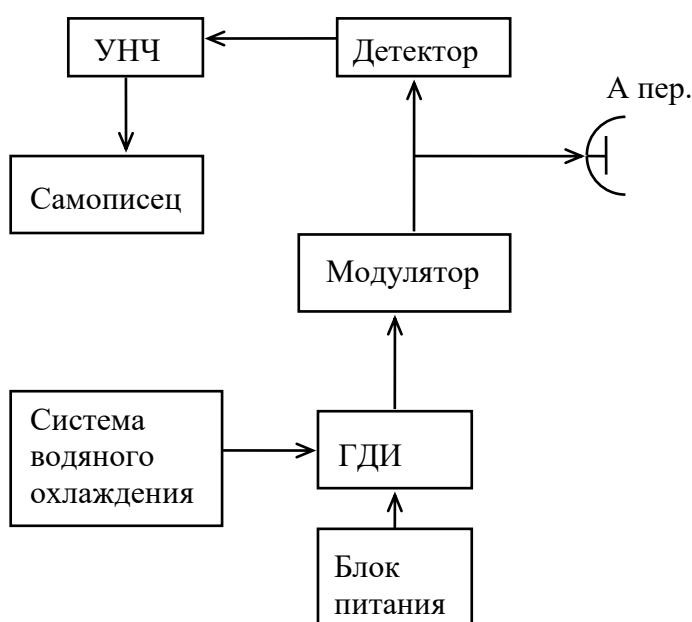 УНЧ
Детектор
А пер.
Самописец
Модулятор
Система
водяного
охлаждения
ГДИ
Блок
питания